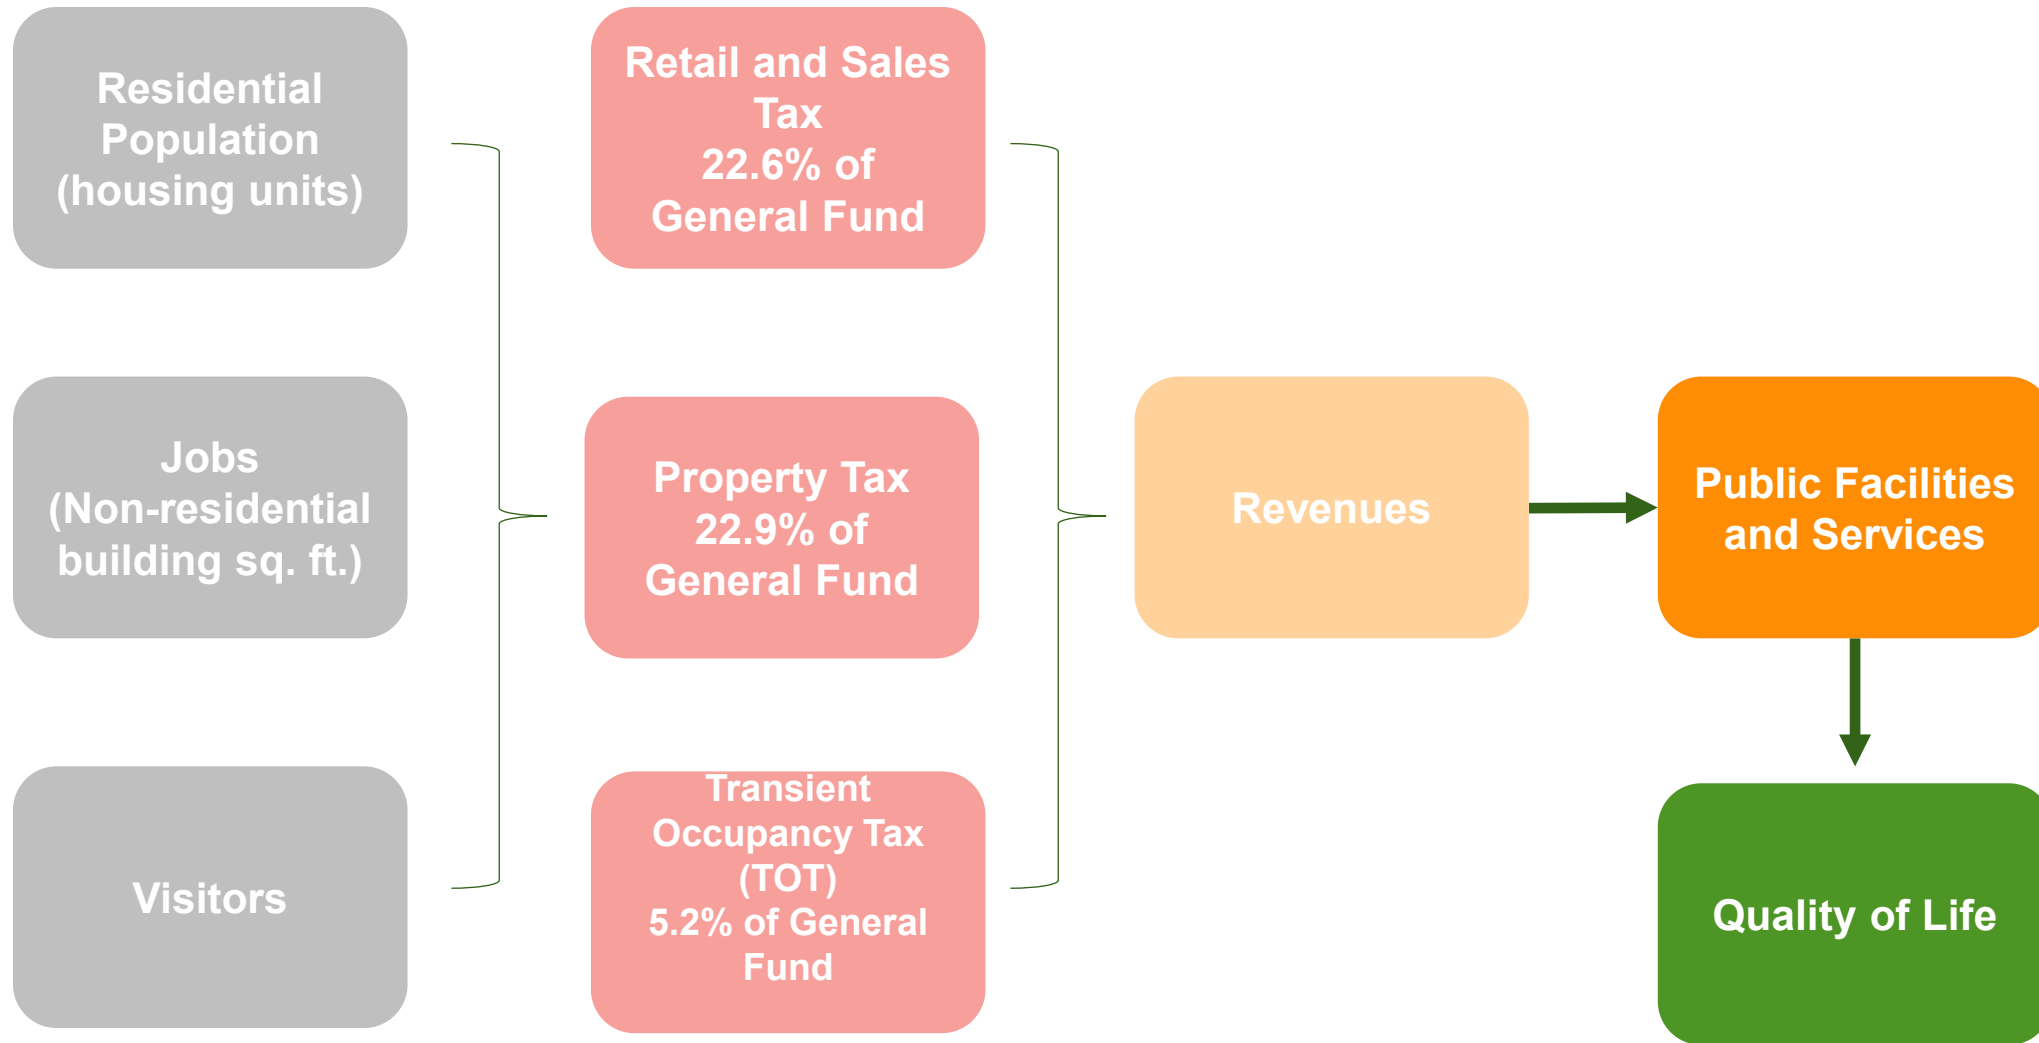 Residential
Population
(housing units)
Retail and Sales
Tax
22.6% of
General Fund
Jobs
(Non-residential
building sq. ft.)
Property Tax
22.9% of
General Fund
Revenues
Public Facilities
and Services
Visitors
Transient
Occupancy Tax
(TOT)
5.2% of General
Fund
Quality of Life